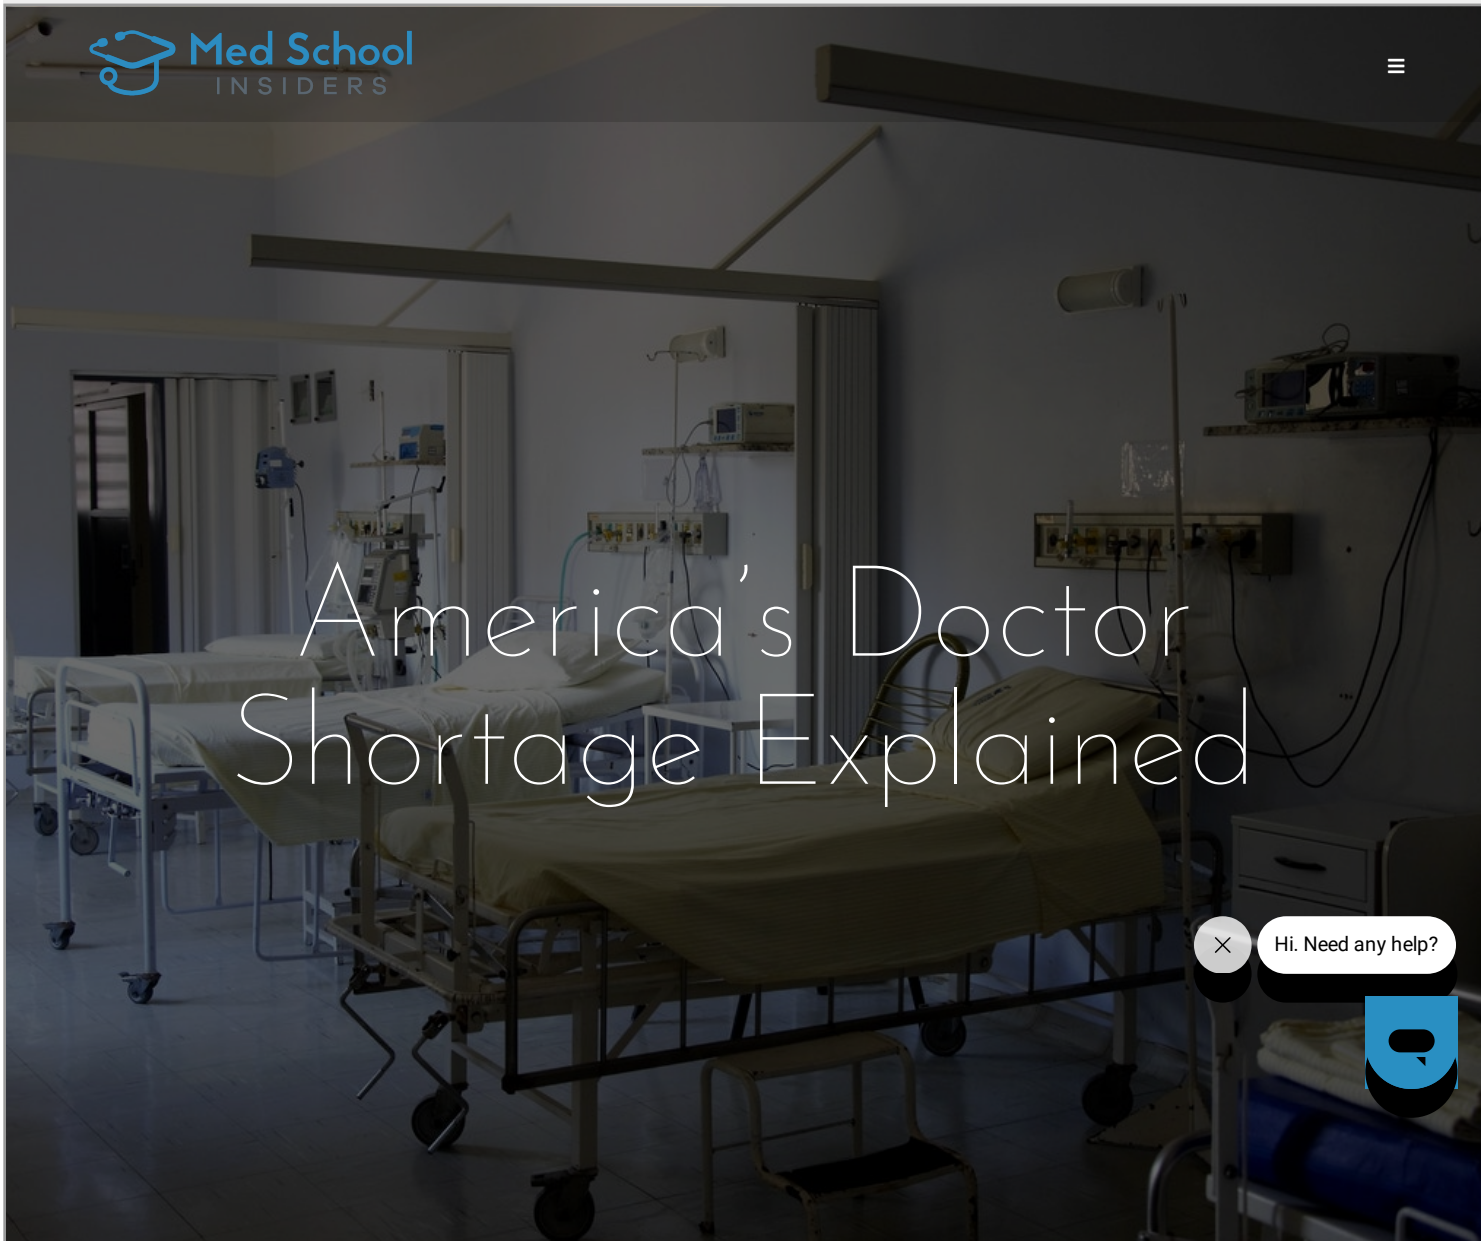 Med School
INSIDERS
America’s Doctor
Shortage Explained
Hi. Need any help?